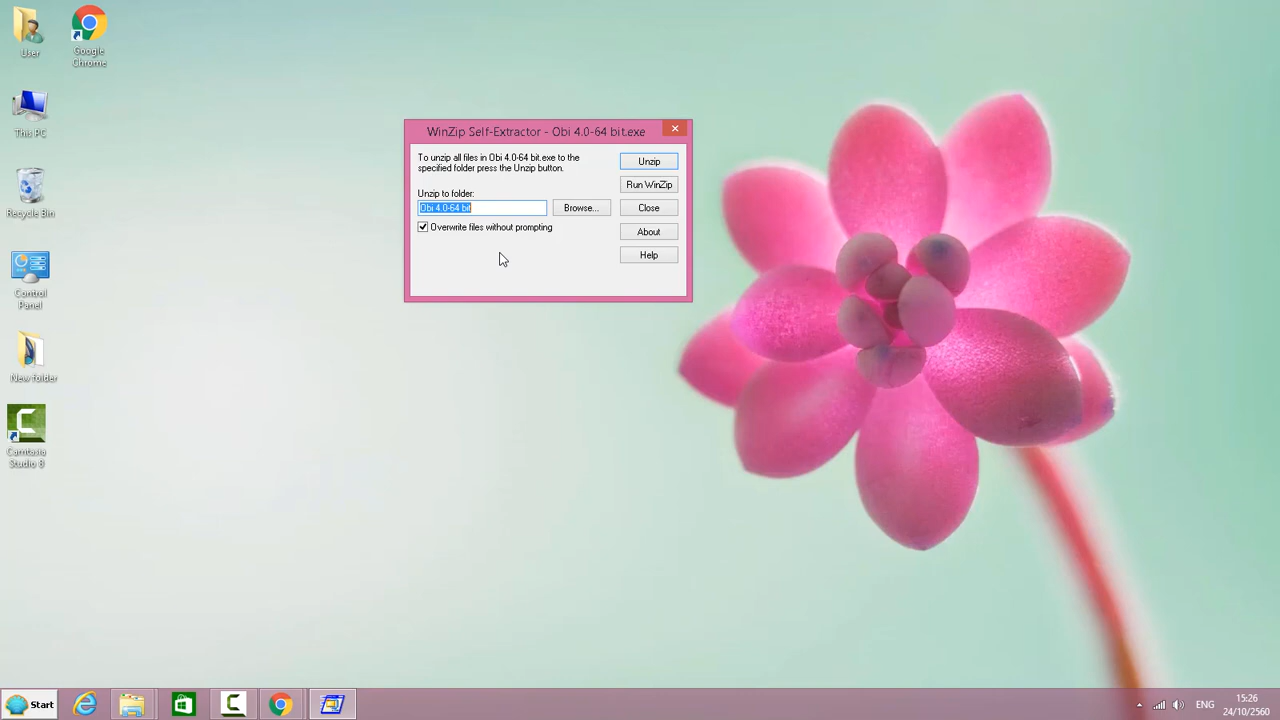 User
Google
Chrome
This PC
Recycle Bin
Control
Panel
New folder
Camtasia
Studio 8
WinZip Self-Extractor - Obi 4.0-64 bit.exe
To unzip all files in Obi 4.0-64 bit.exe to the
specified folder press the Unzip button.
Unzip to folder:
Obi 4.0-64 bit
Browse...
Overwrite files without prompting
Unzip
Run WinZip
Close
About
Help
Start
ENG
15:26
24/10/2560